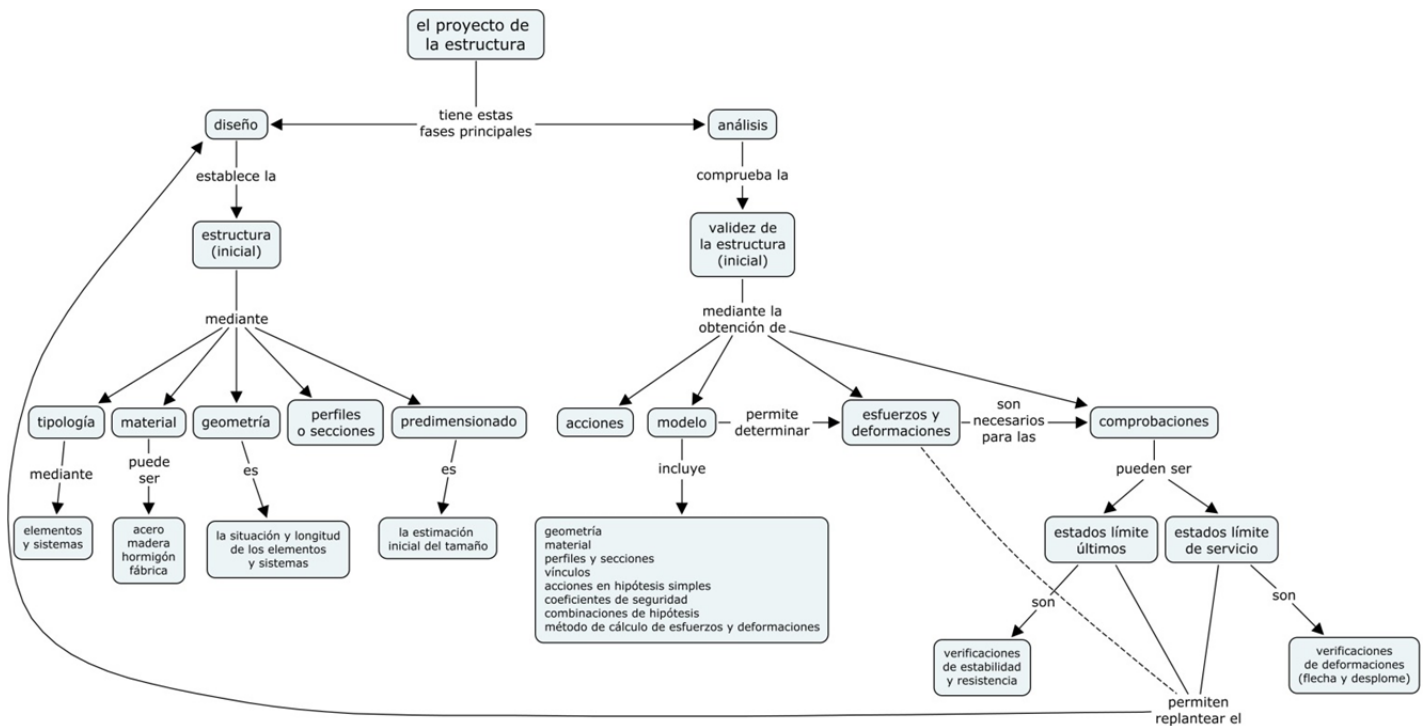 el proyecto de
la estructura
tiene estas
fases principales
diseño
análisis
establece la
comprueba la
estructura
(inicial)
validez de
la estructura
(inicial)
mediante
mediante la
obtención de
tipología
material
geometría
perfiles
o secciones
predimensionado
acciones
modelo
permite
determinar
esfuerzos y
deformaciones
son
necesarios
para las
comprobaciones
mediante
puede
ser
es
es
incluye
pueden ser
elementos
y sistemas
acero
madera
hormigón
fábrica
la situación y longitud
de los elementos
y sistemas
la estimación
inicial del tamaño
geometría
material
perfiles y secciones
vínculos
acciones en hipótesis simples
coeficientes de seguridad
combinaciones de hipótesis
método de cálculo de esfuerzos y deformaciones
estados límite
últimos
estados límite
de servicio
son
son
verificaciones
de estabilidad
y resistencia
verificaciones
de deformaciones
(flecha y desplome)
permiten
replantear el